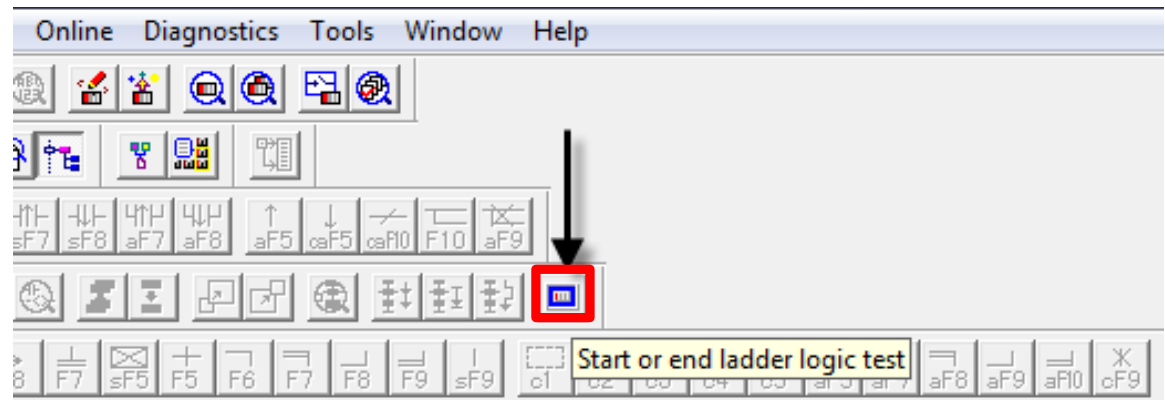 Online Diagnostics Tools Window Help
sF7 sF8 aF7 aF8 aF5 caF5 caF10 F10 aF9
8 F7 sF5 F5 F6 F7 F8 F9 sF9 c1 Start or end ladder logic test aF8 aF9 aF10 cF9